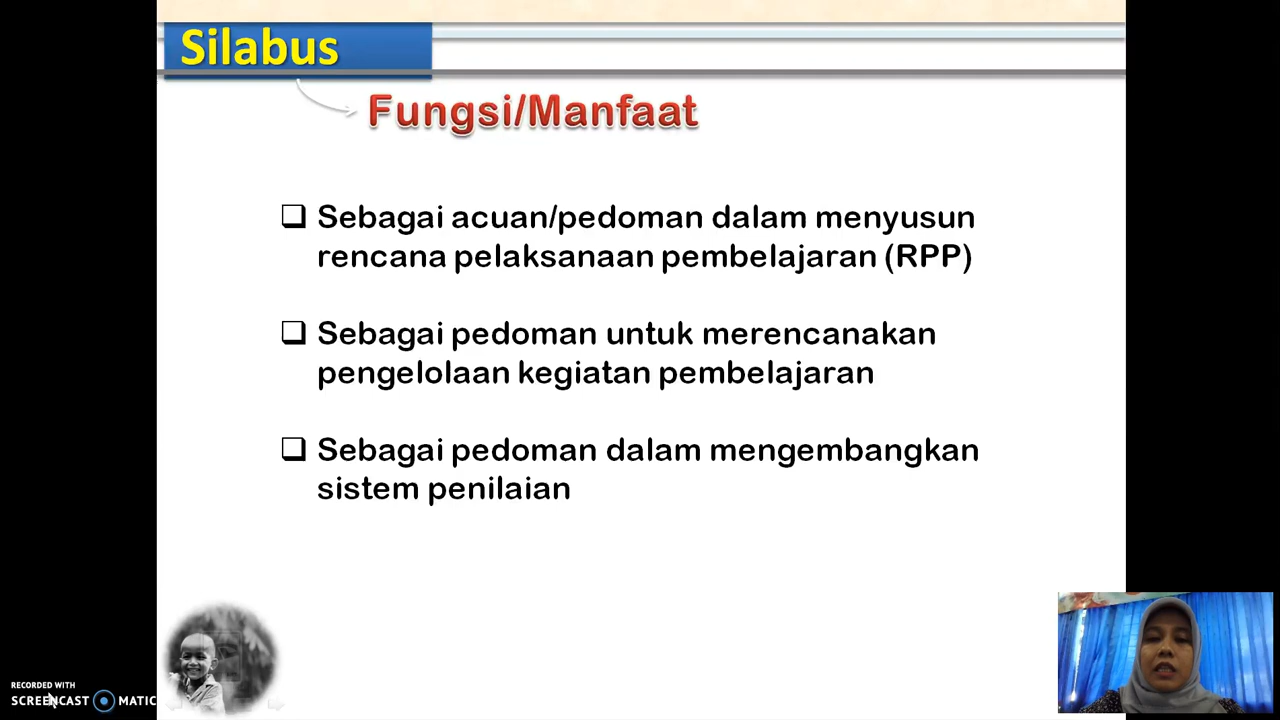 Silabus
Fungsi/Manfaat
❑ Sebagai acuan/pedoman dalam menyusun
rencana pelaksanaan pembelajaran (RPP)
❑ Sebagai pedoman untuk merencanakan
pengelolaan kegiatan pembelajaran
❑ Sebagai pedoman dalam mengembangkan
sistem penilaian
RECORDED WITH
SCREENCAST MATIC